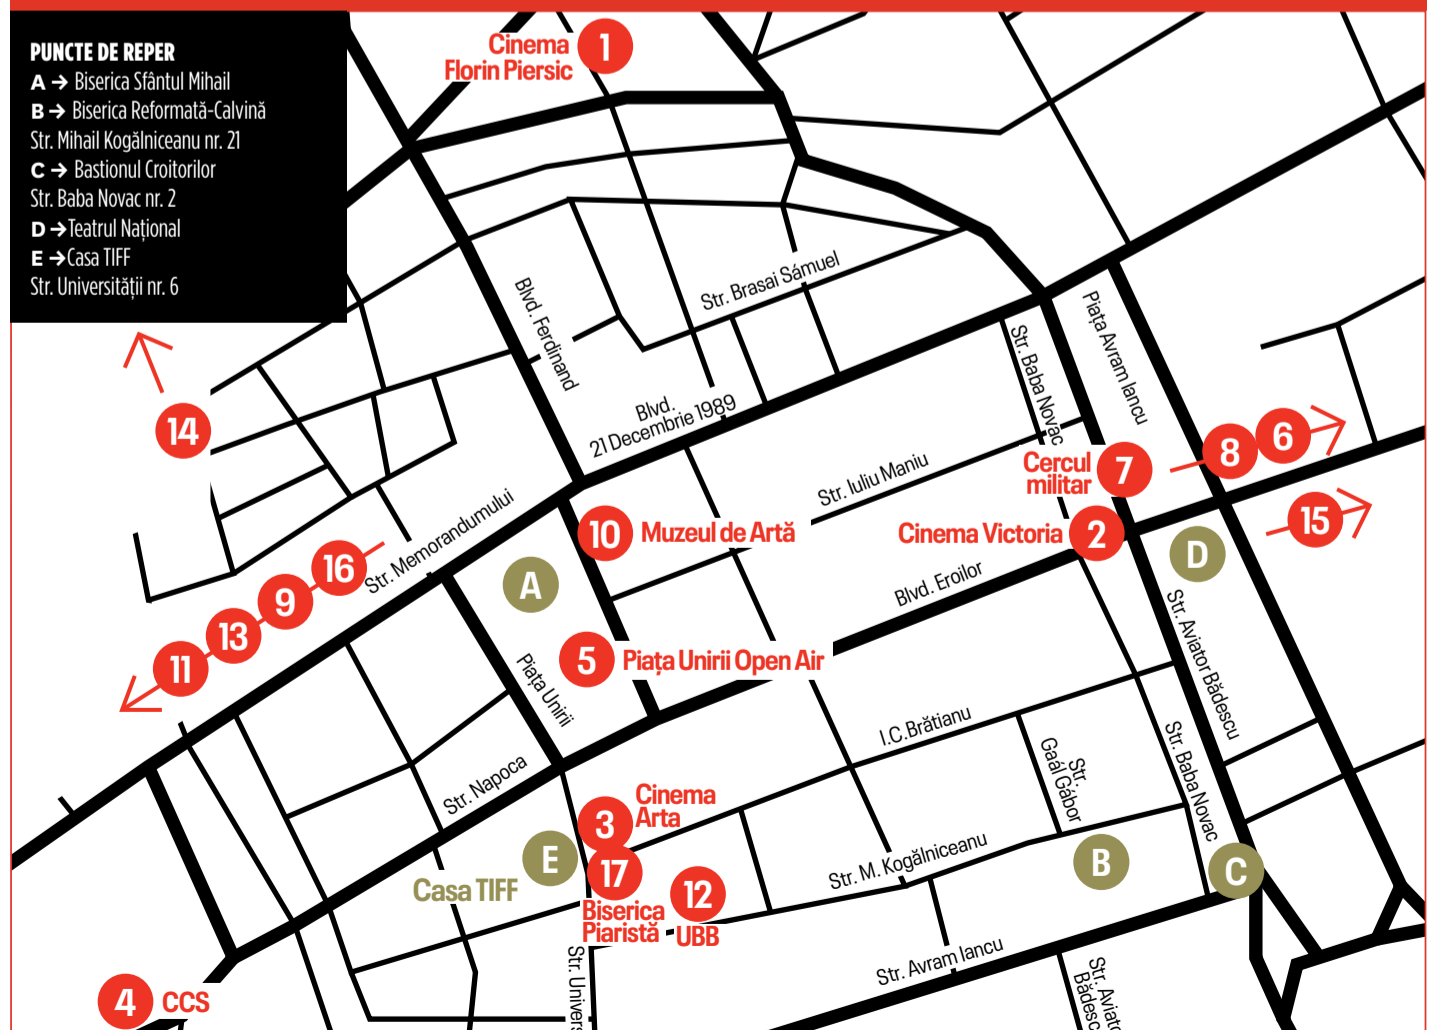 PUNCTE DE REPER
A → Biserica Sfântul Mihail
B → Biserica Reformată-Calvină
Str. Mihail Kogălniceanu nr. 21
C → Bastionul Croitorilor
Str. Baba Novac nr. 2
D →Teatrul Național
E →Casa TIFF
Str. Universității nr. 6
Cinema
Florin Piersic
1
Str. Brasai Sámuel
Blvd. Ferdinand
Piața Avram Iancu
Str. Baba Novac
Blvd.
21 Decembrie 1989
14
8
6
Cercul
militar
7
Str. Iuliu Maniu
15
10
Muzeul de Artă
Cinema Victoria
2
D
Str. Memorandumului
16
9
13
11
A
Blvd. Eroilor
Str. Aviator Bădescu
5
Piața Unirii Open Air
Piața Unirii
I.C.Brătianu
Str.
Gaál Gábor
Str. Baba Novac
Str. Napoca
Cinema
Arta
3
E
Casa TIFF
17
Biserica
Piaristă
12
UBB
Str. M. Kogălniceanu
B
C
Str. Avram Iancu
Str. Univers
Str. Aviato
Bădesc
4
CCS